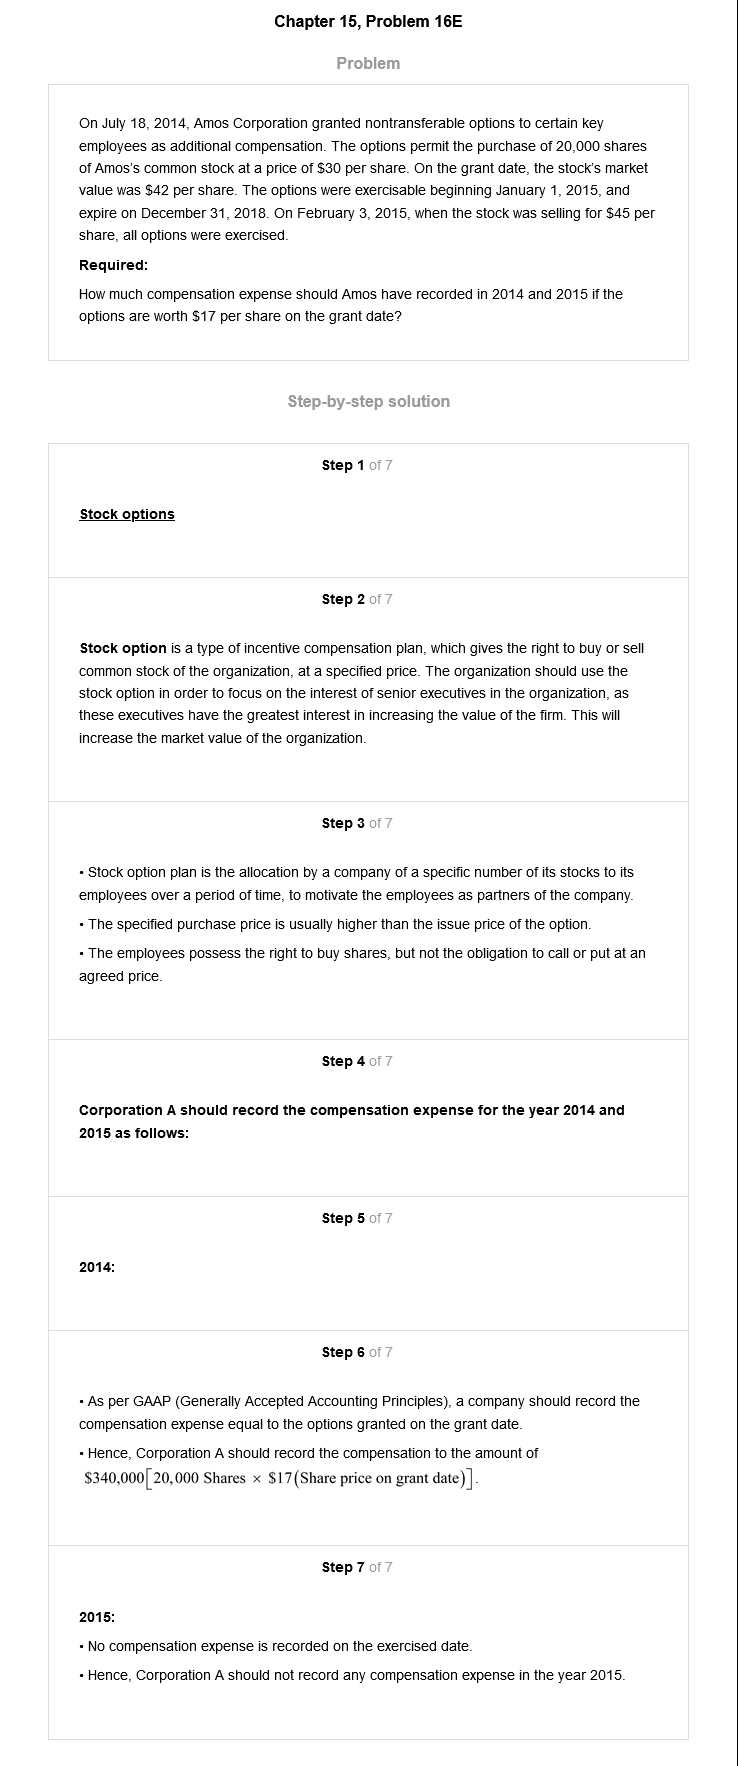 Chapter 15, Problem 16E
Problem
On July 18, 2014, Amos Corporation granted nontransferable options to certain key
employees as additional compensation. The options permit the purchase of 20,000 shares
of Amos's common stock at a price of $30 per share. On the grant date, the stock's market
value was $42 per share. The options were exercisable beginning January 1, 2015, and
expire on December 31, 2018. On February 3, 2015, when the stock was selling for $45 per
share, all options were exercised.
Required:
How much compensation expense should Amos have recorded in 2014 and 2015 if the
options are worth $17 per share on the grant date?
Step-by-step solution
Step 1 of 7
Stock options
Step 2 of 7
Stock option is a type of incentive compensation plan, which gives the right to buy or sell
common stock of the organization, at a specified price. The organization should use the
stock option in order to focus on the interest of senior executives in the organization, as
these executives have the greatest interest in increasing the value of the firm. This will
increase the market value of the organization.
Step 3 of 7
• Stock option plan is the allocation by a company of a specific number of its stocks to its
employees over a period of time, to motivate the employees as partners of the company.
• The specified purchase price is usually higher than the issue price of the option.
• The employees possess the right to buy shares, but not the obligation to call or put at an
agreed price.
Step 4 of 7
Corporation A should record the compensation expense for the year 2014 and
2015 as follows:
Step 5 of 7
2014:
Step 6 of 7
• As per GAAP (Generally Accepted Accounting Principles), a company should record the
compensation expense equal to the options granted on the grant date.
• Hence, Corporation A should record the compensation to the amount of
$340,000[20,000 Shares × $17(Share price on grant date)].
Step 7 of 7
2015:
• No compensation expense is recorded on the exercised date.
• Hence, Corporation A should not record any compensation expense in the year 2015.